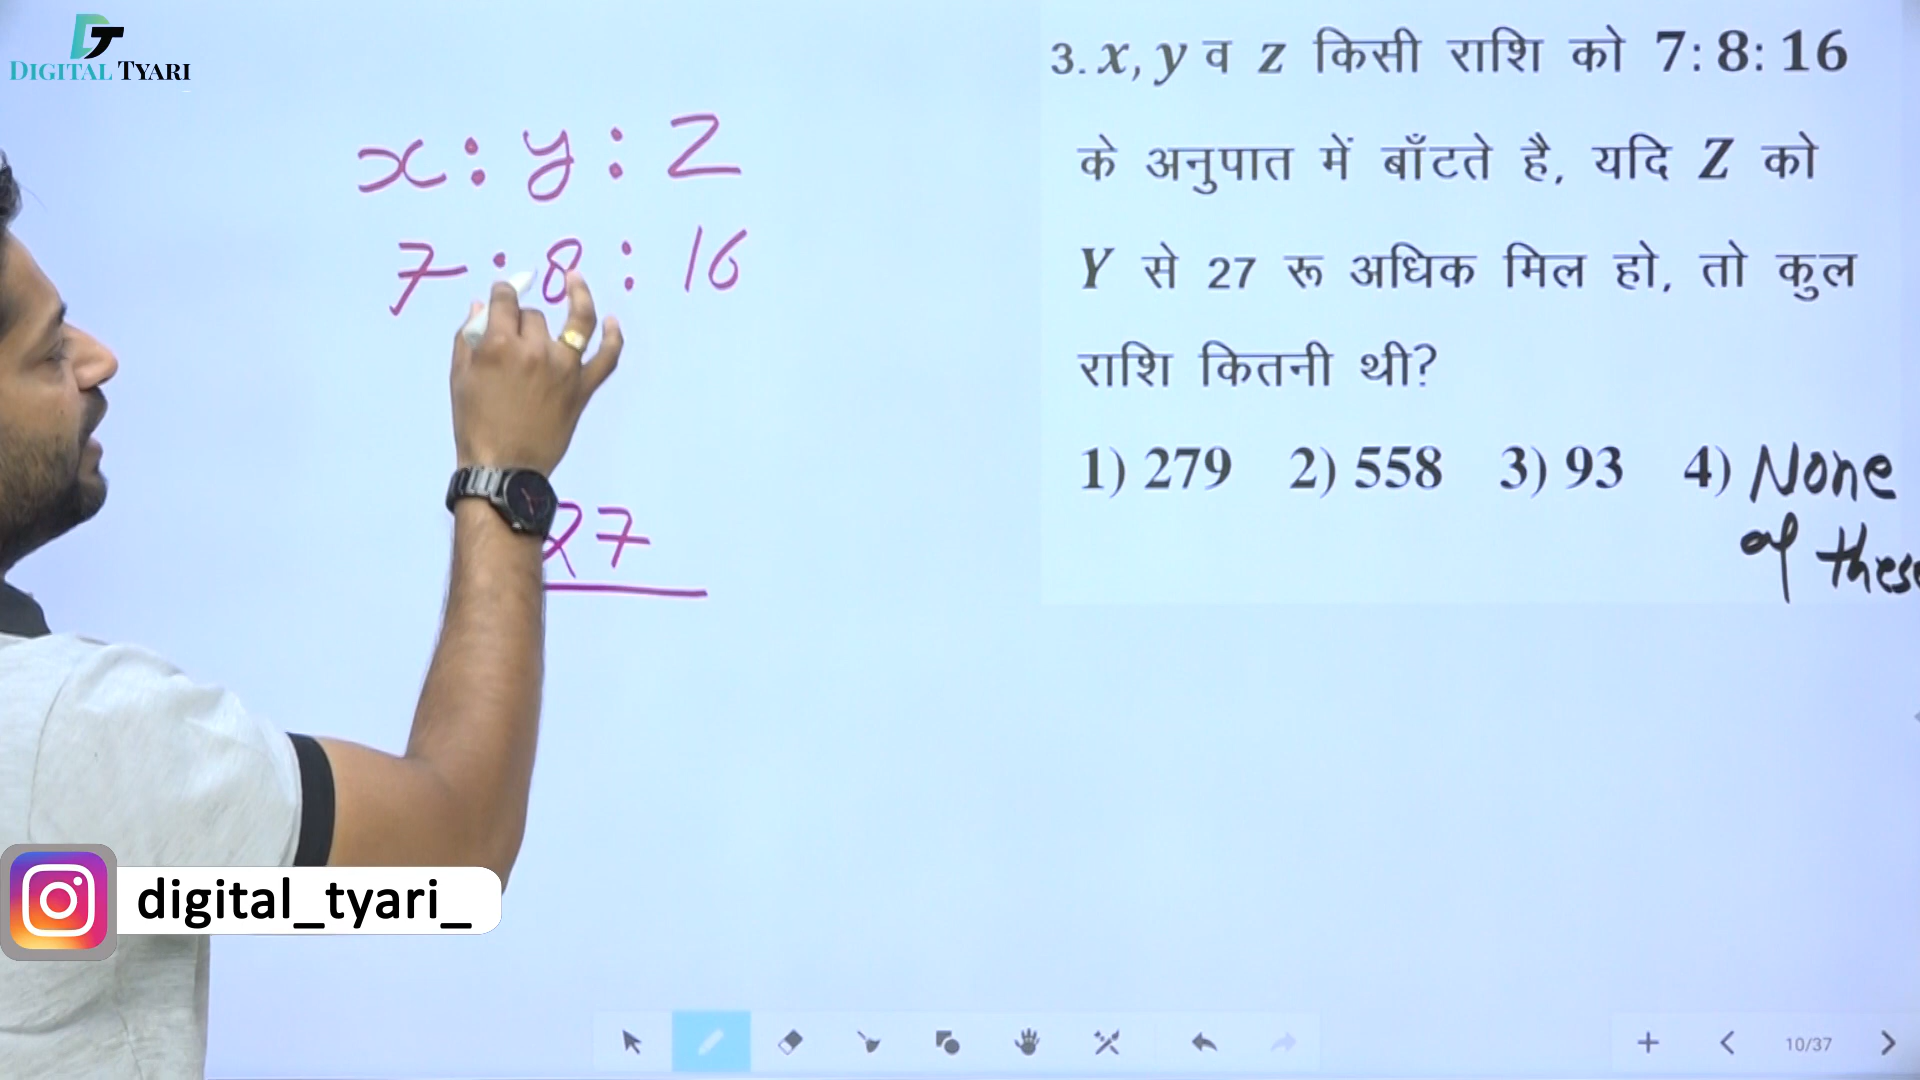 DT
DIGITAL TYARI
x : y : z
7 : 8 : 16
27
3. x, y व z किसी राशि को 7: 8: 16
के अनुपात में बाँटते है, यदि Z को
Y से 27 रू अधिक मिल हो, तो कुल
राशि कितनी थी?
1) 279 2) 558 3) 93 4) None
of these
digital_tyari_
10/37